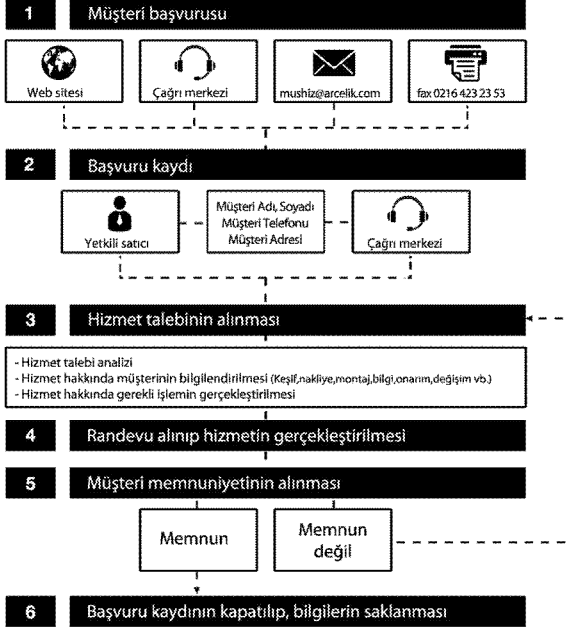 1 Müşteri başvurusu
Web sitesi
Çağrı merkezi
mushiz@arcelik.com
fax 0216 423 23 53
2 Başvuru kaydı
Yetkili satıcı
Müşteri Adı, Soyadı
Müşteri Telefonu
Müşteri Adresi
Çağrı merkezi
3 Hizmet talebinin alınması
- Hizmet talebi analizi
- Hizmet hakkında müşterinin bilgilendirilmesi (Keşif,nakliye,montaj,bilgi,onarım,değişim vb.)
- Hizmet hakkında gerekli işlemin gerçekleştirilmesi
4 Randevu alınıp hizmetin gerçekleştirilmesi
5 Müşteri memnuniyetinin alınması
Memnun
Memnun
değil
6 Başvuru kaydının kapatılıp, bilgilerin saklanması